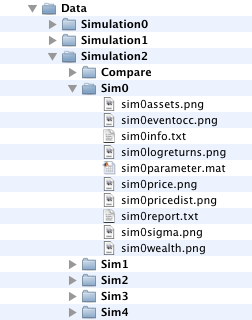 Data
Simulation0
Simulation1
Simulation2
Compare
Sim0
sim0assets.png
sim0eventocc.png
sim0info.txt
sim0logreturns.png
sim0parameter.mat
sim0price.png
sim0pricedist.png
sim0report.txt
sim0sigma.png
sim0wealth.png
Sim1
Sim2
Sim3
Sim4